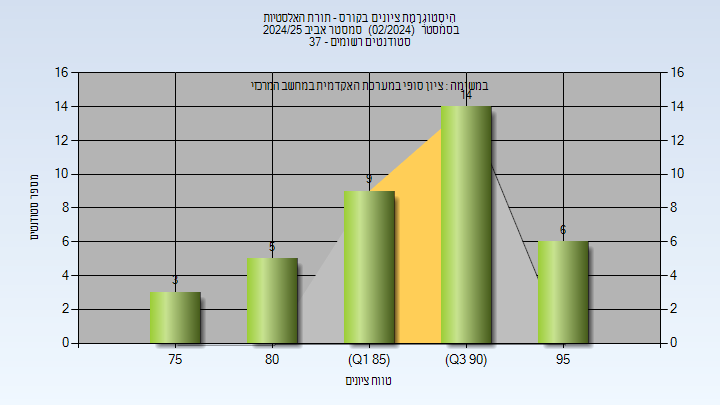 היסטוגרמת ציונים בקורס - תורת האלסטיות
בסמסטר (02/2024) סמסטר אביב 2024/25
סטודנטים רשומים - 37
במשימה : ציון סופי במערכת האקדמית במחשב המרכזי
מספר סטודנטים
16 16
14 14
12 12
10 10
8 8
6 6
4 4
2 2
0 0
3 5 9 14 6
75 80 (Q1 85) (Q3 90) 95
טווח ציונים